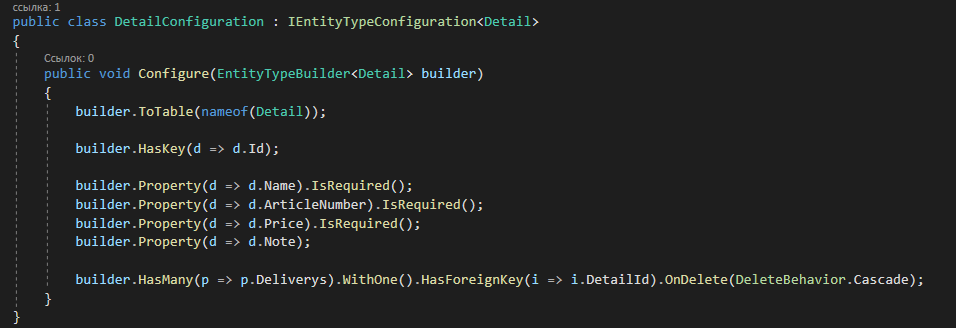 ссылка: 1
public class DetailConfiguration : IEntityTypeConfiguration<Detail>
{
Ссылок: 0
public void Configure(EntityTypeBuilder<Detail> builder)
{
builder.ToTable(nameof(Detail));
builder.HasKey(d => d.Id);
builder.Property(d => d.Name).IsRequired();
builder.Property(d => d.ArticleNumber).IsRequired();
builder.Property(d => d.Price).IsRequired();
builder.Property(d => d.Note);
builder.HasMany(p => p.Deliverys).WithOne().HasForeignKey(i => i.DetailId).OnDelete(DeleteBehavior.Cascade);
}
}